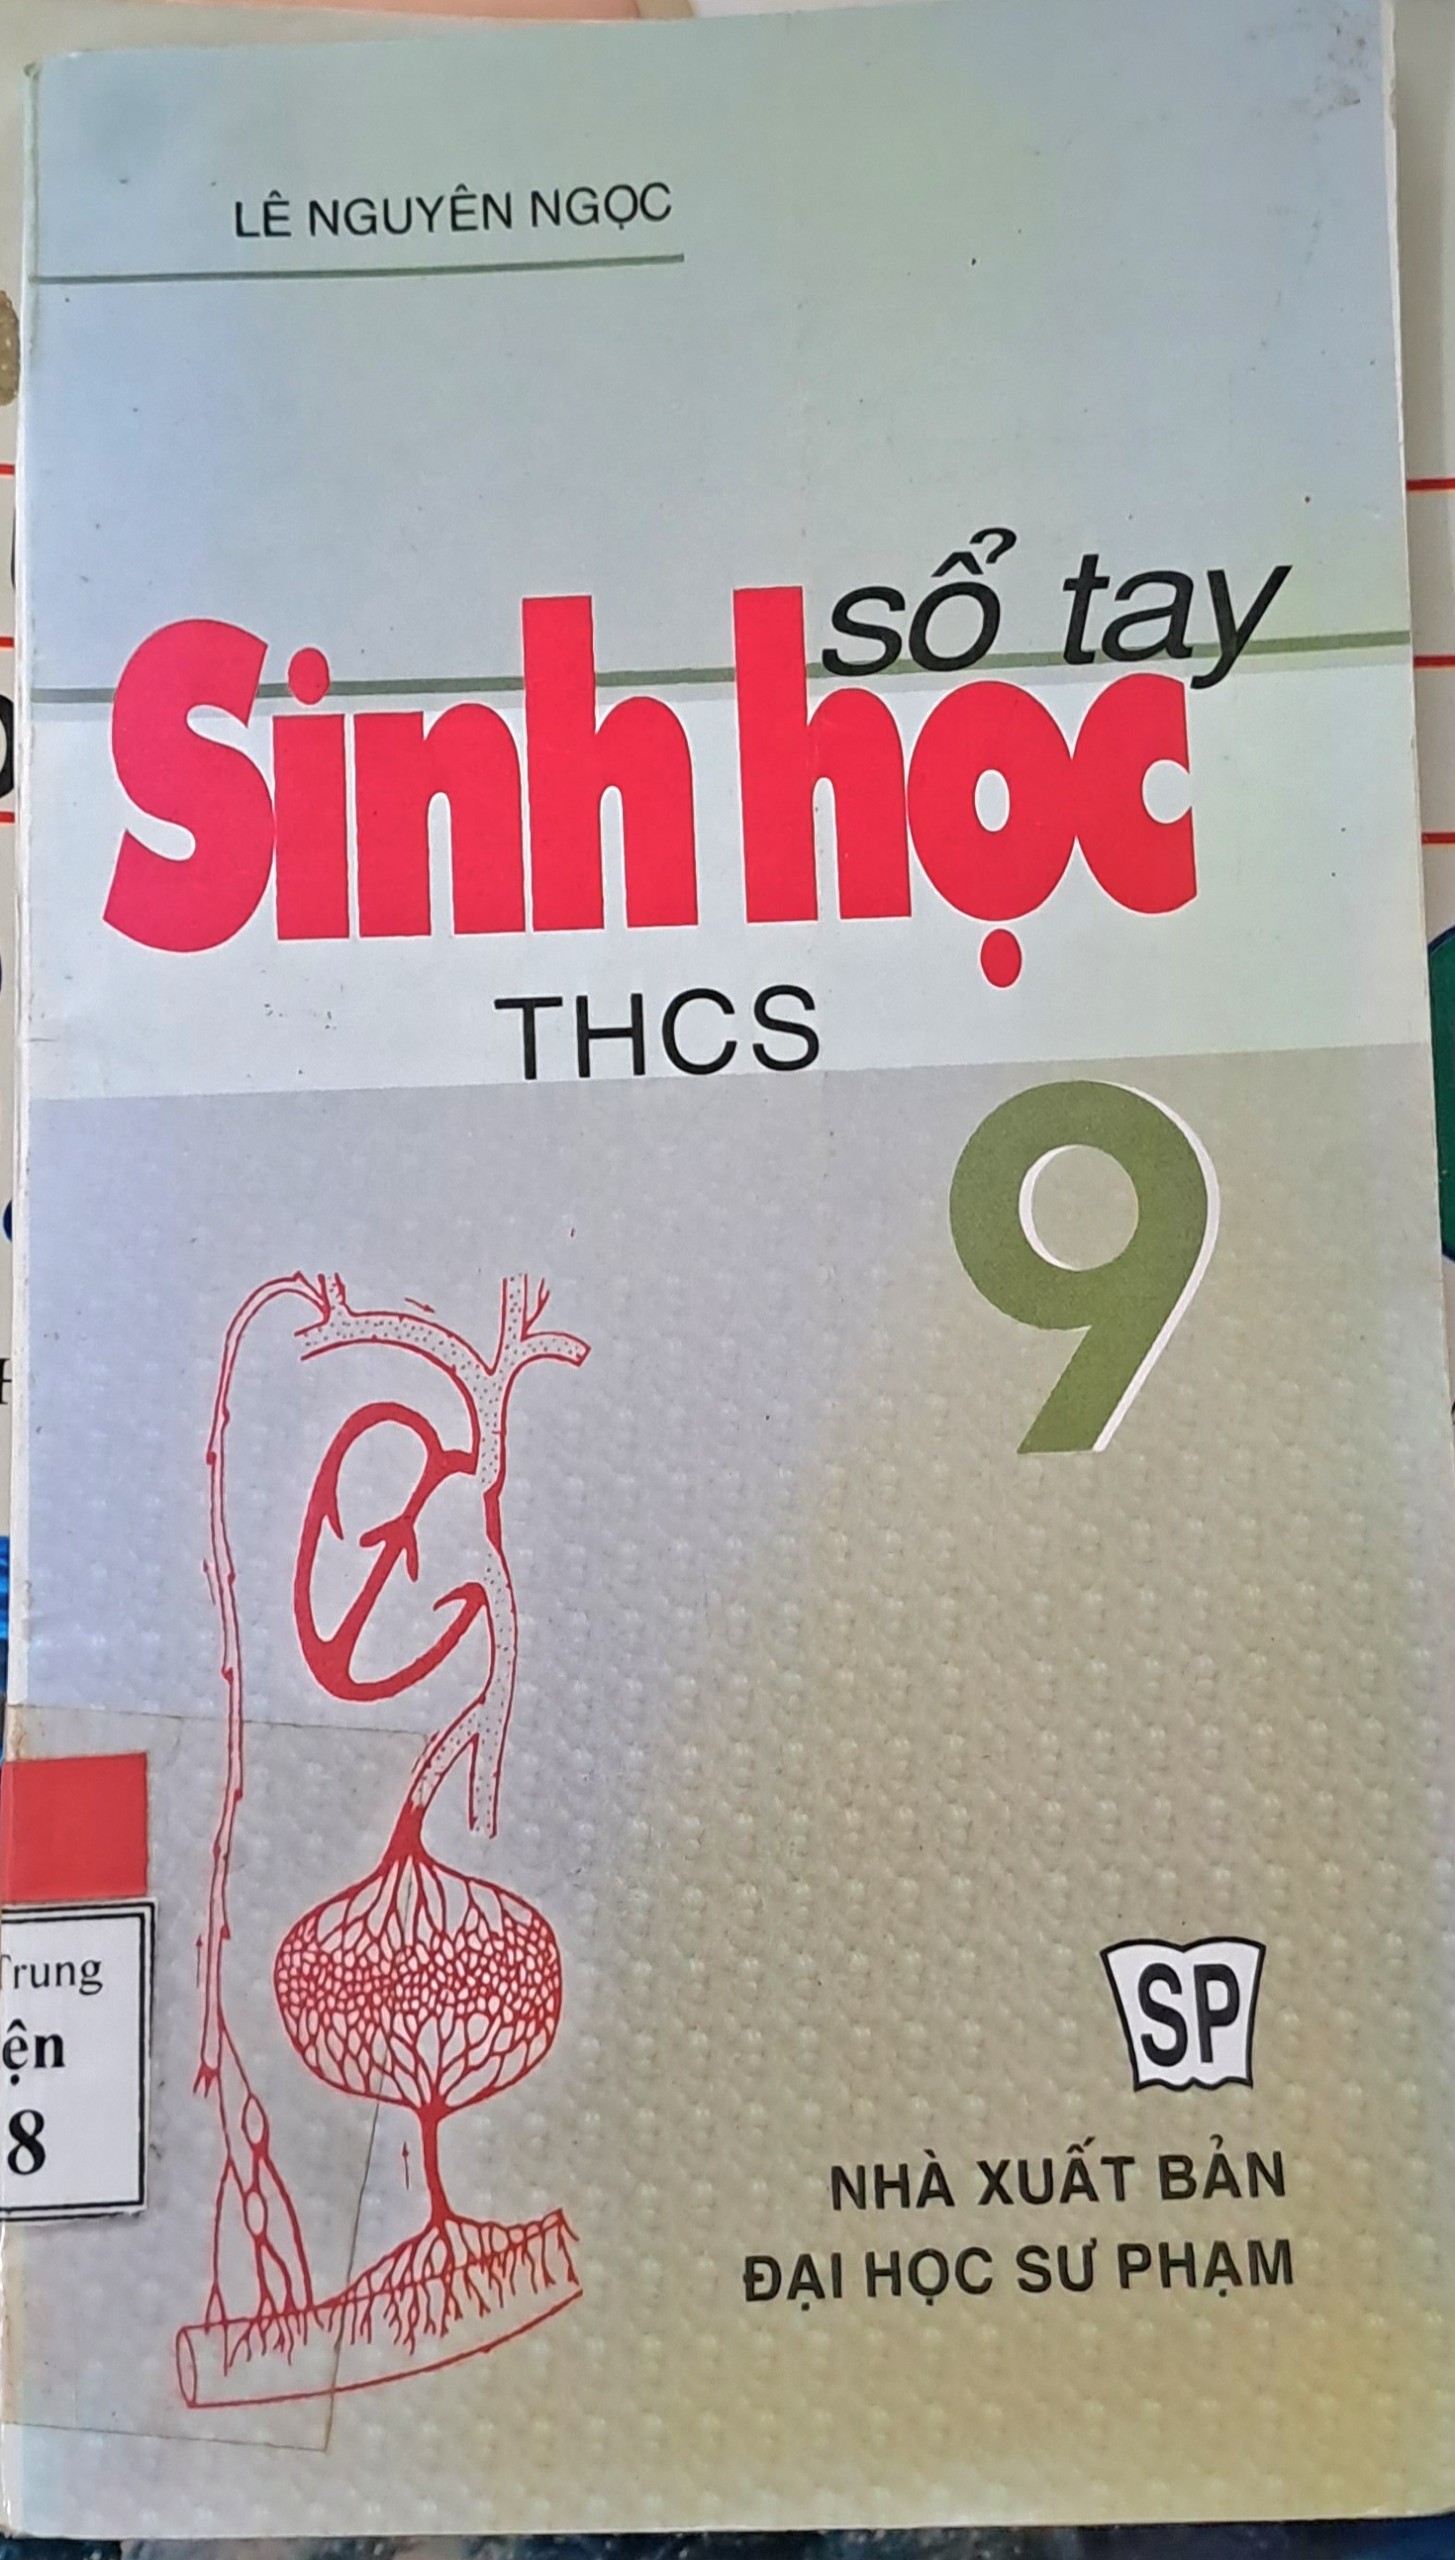 LÊ NGUYÊN NGỌC
sổ tay
Sinh học
THCS
9
Trung
ện
8
SP
NHÀ XUẤT BẢN
ĐẠI HỌC SƯ PHẠM